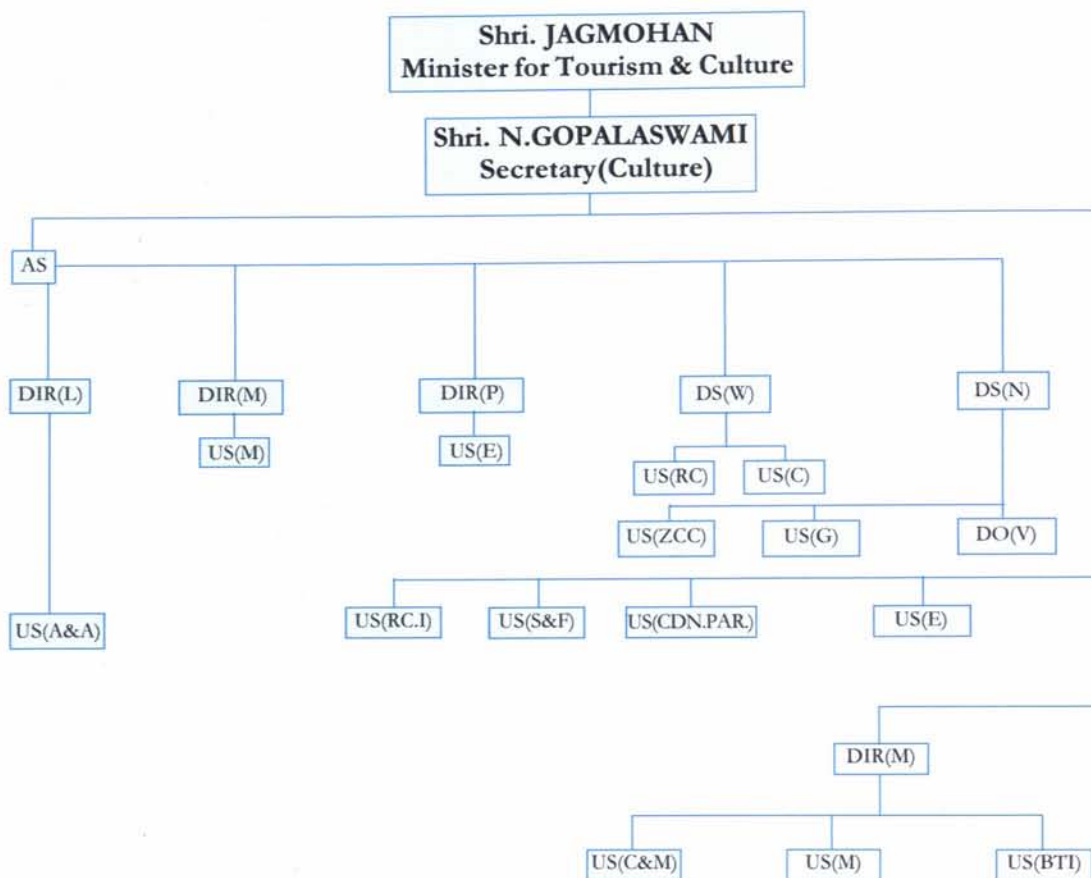 Shri. JAGMOHAN
Minister for Tourism & Culture
Shri. N.GOPALASWAMI
Secretary(Culture)
AS
DIR(L)
DIR(M)
DIR(P)
DS(W)
DS(N)
US(M)
US(E)
US(RC)
US(C)
US(ZCC)
US(G)
DO(V)
US(A&A)
US(RC.I)
US(S&F)
US(CDN.PAR.)
US(E)
DIR(M)
US(C&M)
US(M)
US(BTI)